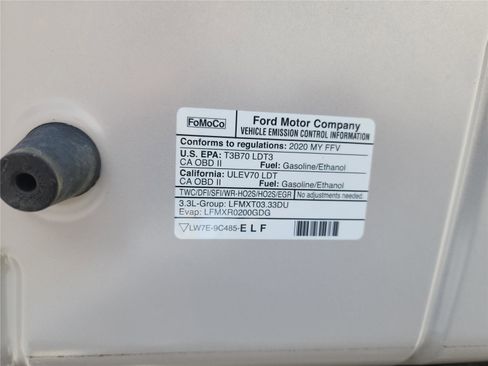 FoMoCo
Ford Motor Company
VEHICLE EMISSION CONTROL INFORMATION
Conforms to regulations: 2020 MY FFV
U.S. EPA: T3B70 LDT3
CA OBD II Fuel: Gasoline/Ethanol
California: ULEV70 LDT
CA OBD II Fuel: Gasoline/Ethanol
TWC/DFI/SFI/WR-HO2S/HO2S/EGR No adjustments needed.
3.3L-Group: LFMXT03.33DU
Evap: LFMXR0200GDG
LW7E-9C485-ELF